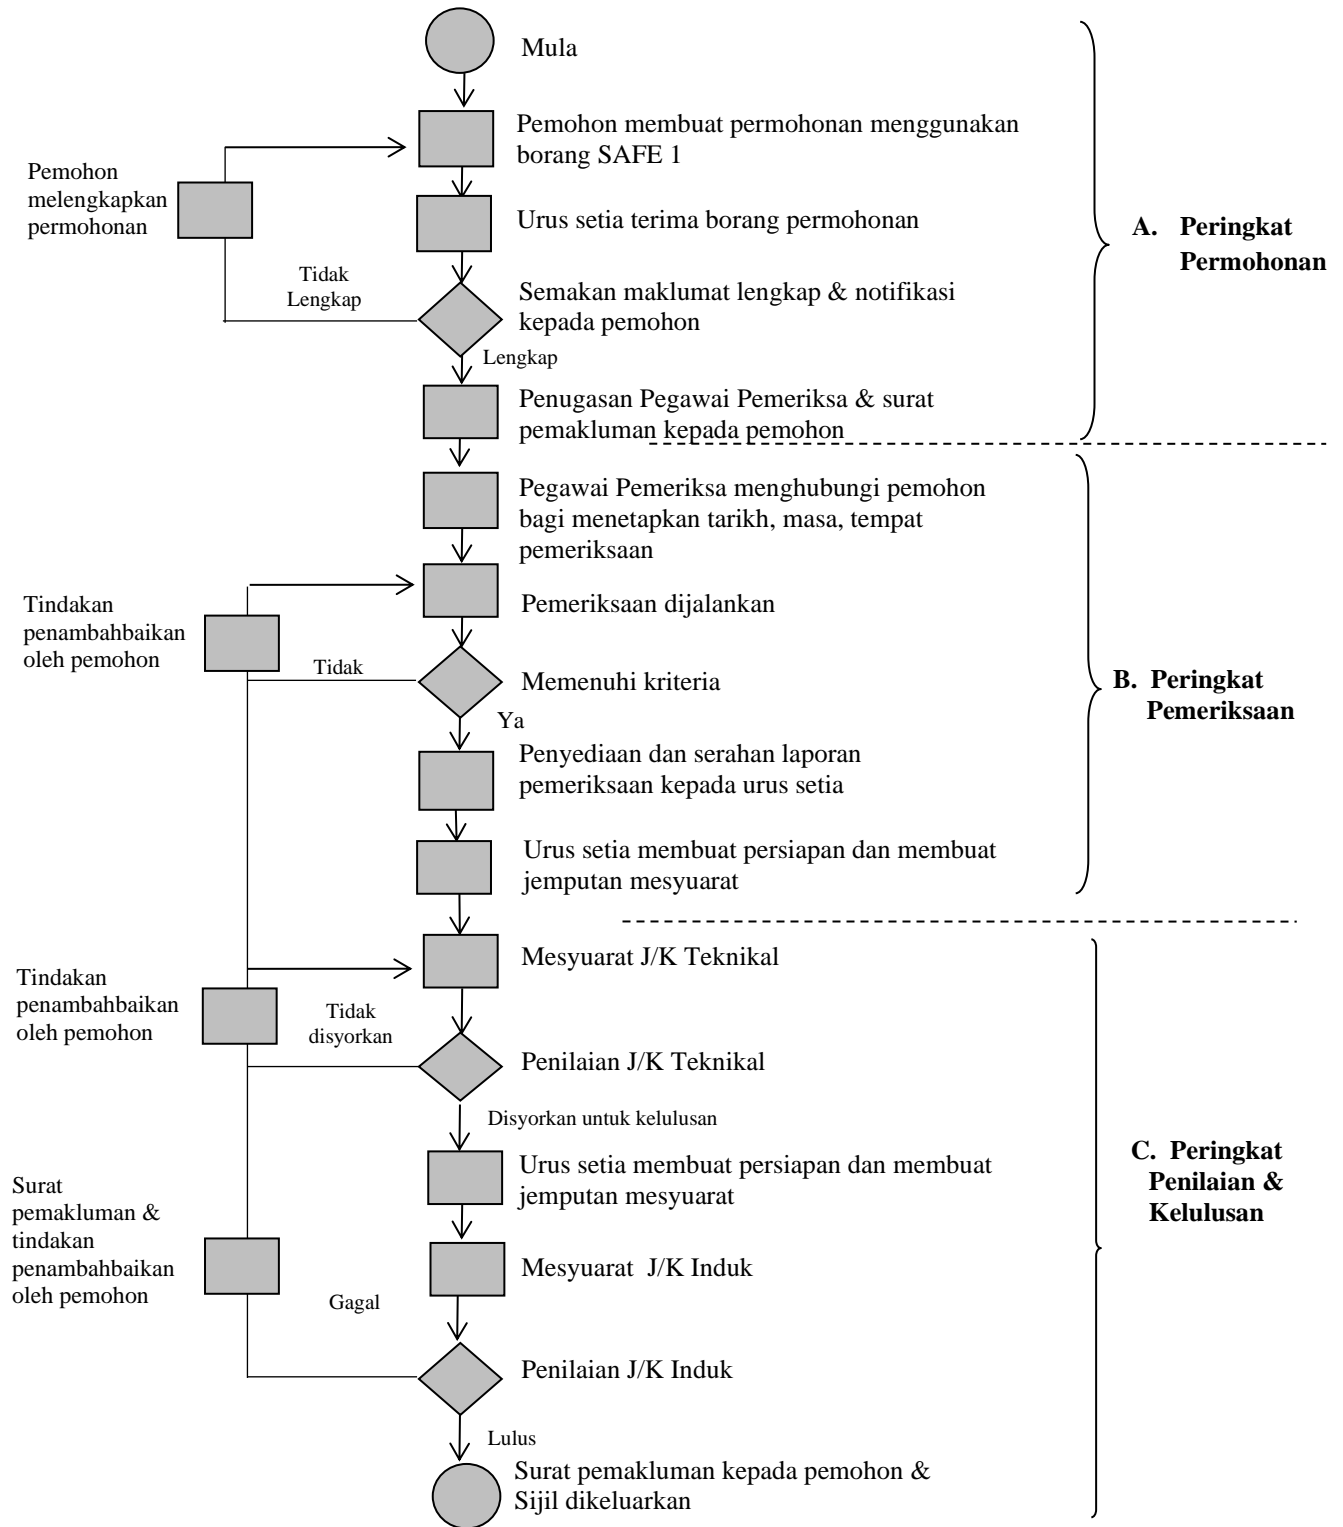 Mula
Pemohon membuat permohonan menggunakan
borang SAFE 1
Pemohon
melengkapkan
permohonan
Urus setia terima borang permohonan
A. Peringkat
Permohonan
Tidak
Lengkap
Semakan maklumat lengkap & notifikasi
kepada pemohon
Lengkap
Penugasan Pegawai Pemeriksa & surat
pemakluman kepada pemohon
Pegawai Pemeriksa menghubungi pemohon
bagi menetapkan tarikh, masa, tempat
pemeriksaan
Tindakan
penambahbaikan
oleh pemohon
Pemeriksaan dijalankan
Tidak
Memenuhi kriteria
B. Peringkat
Pemeriksaan
Ya
Penyediaan dan serahan laporan
pemeriksaan kepada urus setia
Urus setia membuat persiapan dan membuat
jemputan mesyuarat
Mesyuarat J/K Teknikal
Tindakan
penambahbaikan
oleh pemohon
Tidak
disyorkan
Penilaian J/K Teknikal
Disyorkan untuk kelulusan
Urus setia membuat persiapan dan membuat
jemputan mesyuarat
C. Peringkat
Penilaian &
Kelulusan
Surat
pemakluman &
tindakan
penambahbaikan
oleh pemohon
Mesyuarat J/K Induk
Gagal
Penilaian J/K Induk
Lulus
Surat pemakluman kepada pemohon &
Sijil dikeluarkan